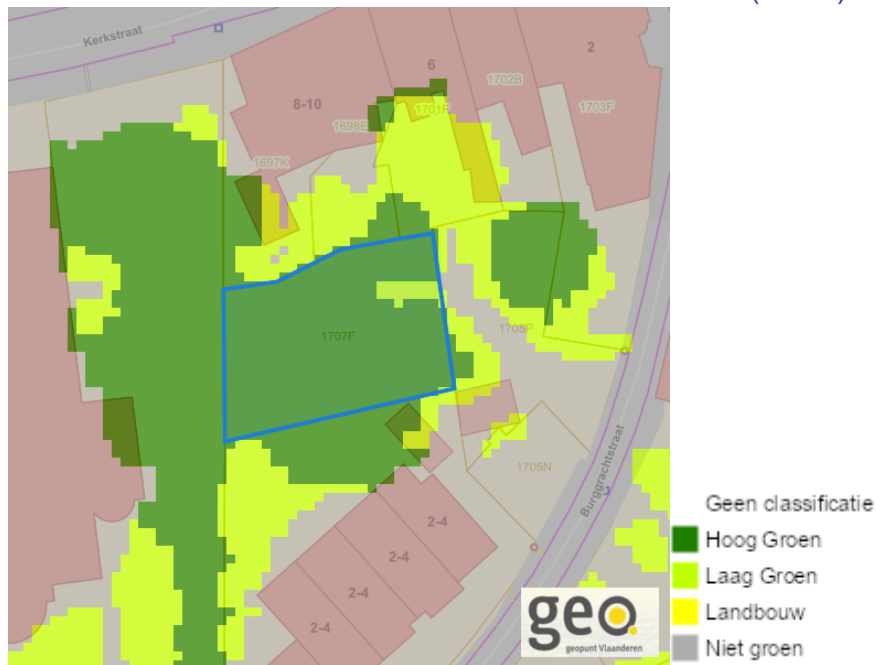 Kerkstraat
2
6
1702B
8-10
1701F
1703F
1698E
1697K
1707F
1705P
1705N
Burggrachtstraat
2-4
2-4
2-4
2-4
geo.
geopunt Vlaanderen
Geen classificatie
Hoog Groen
Laag Groen
Landbouw
Niet groen